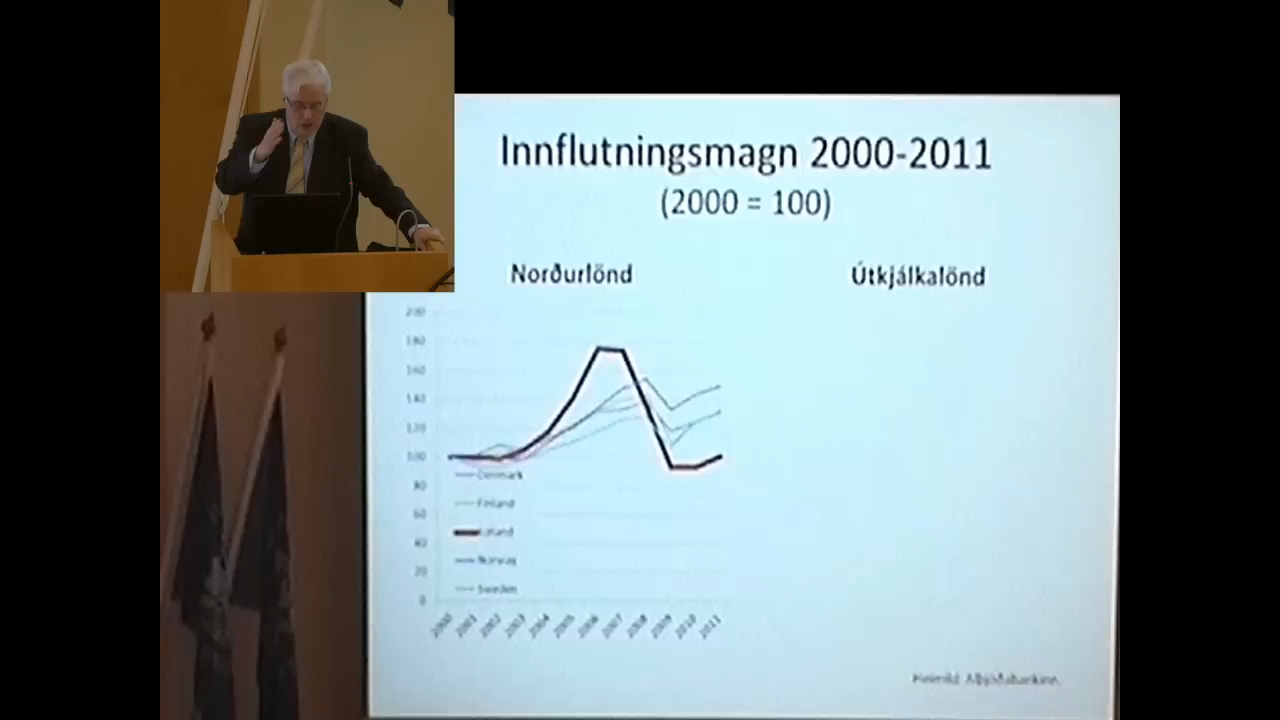 Innflutningsmagn 2000-2011
(2000 = 100)
Norðurlönd
Útkjálkalönd
200
180
160
140
120
100
80
60
40
20
0
Denmark
Finland
Island
Norway
Sweden
2000
2001
2002
2003
2004
2005
2006
2007
2008
2009
2010
2011
Heimild: Alþjóðabankinn.